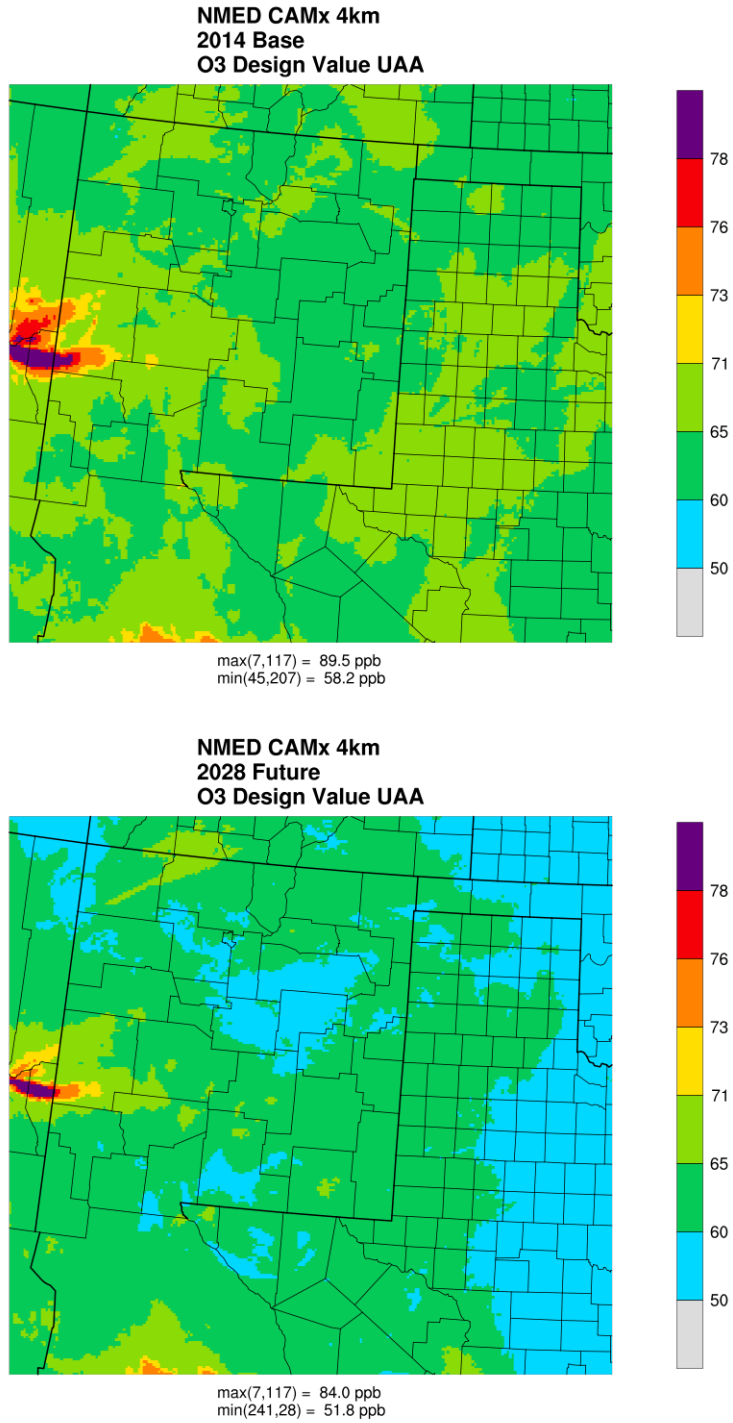 NMED CAMx 4km
2014 Base
O3 Design Value UAA
78
76
73
71
65
60
50
max(7,117) = 89.5 ppb
min(45,207) = 58.2 ppb
NMED CAMx 4km
2028 Future
O3 Design Value UAA
78
76
73
71
65
60
50
max(7,117) = 84.0 ppb
min(241,28) = 51.8 ppb